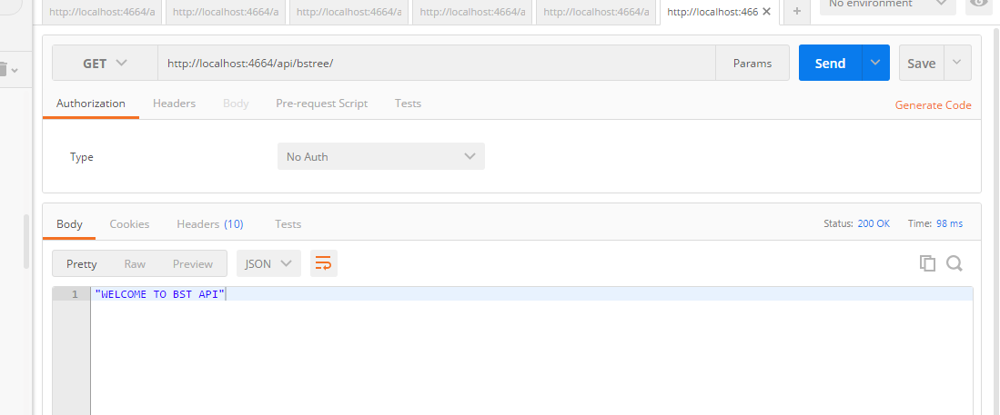 http://localhost:4664/a http://localhost:4664/a http://localhost:4664/a http://localhost:4664/a http://localhost:4664/a http://localhost:466 No environment
GET http://localhost:4664/api/bstree/ Params Send Save
Authorization Headers Body Pre-request Script Tests Generate Code
Type No Auth
Body Cookies Headers (10) Tests Status: 200 OK Time: 98 ms
Pretty Raw Preview JSON
1 "WELCOME TO BST API"